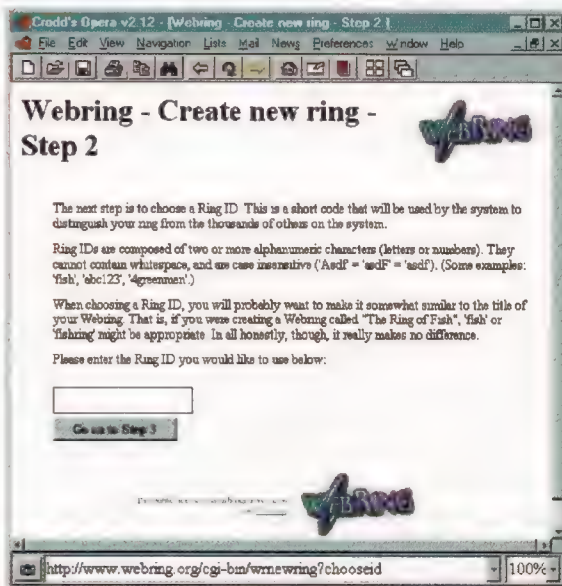 Crodd's Opera v2.12 - [Webring - Create new ring - Step 2 ]
File Edit View Navigation Lists Mail News Preferences Window Help
Webring - Create new ring -
Step 2
WEBRING
The next step is to choose a Ring ID. This is a short code that will be used by the system to
distinguish your ring from the thousands of others on the system.
Ring IDs are composed of two or more alphanumeric characters (letters or numbers). They
cannot contain whitespace, and are case insensitive ('Asdf' = 'asdF' = 'asdf'). (Some examples:
'fish', 'abc123', '4greenmen'.)
When choosing a Ring ID, you will probably want to make it somewhat similar to the title of
your Webring. That is, if you were creating a Webring called "The Ring of Fish", 'fish' or
'fishring' might be appropriate. In all honestly, though, it really makes no difference.
Please enter the Ring ID you would like to use below:
Go on to Step 3
WEBRING
http://www.webring.org/cgi-bin/wrnewring?chooseid
100%